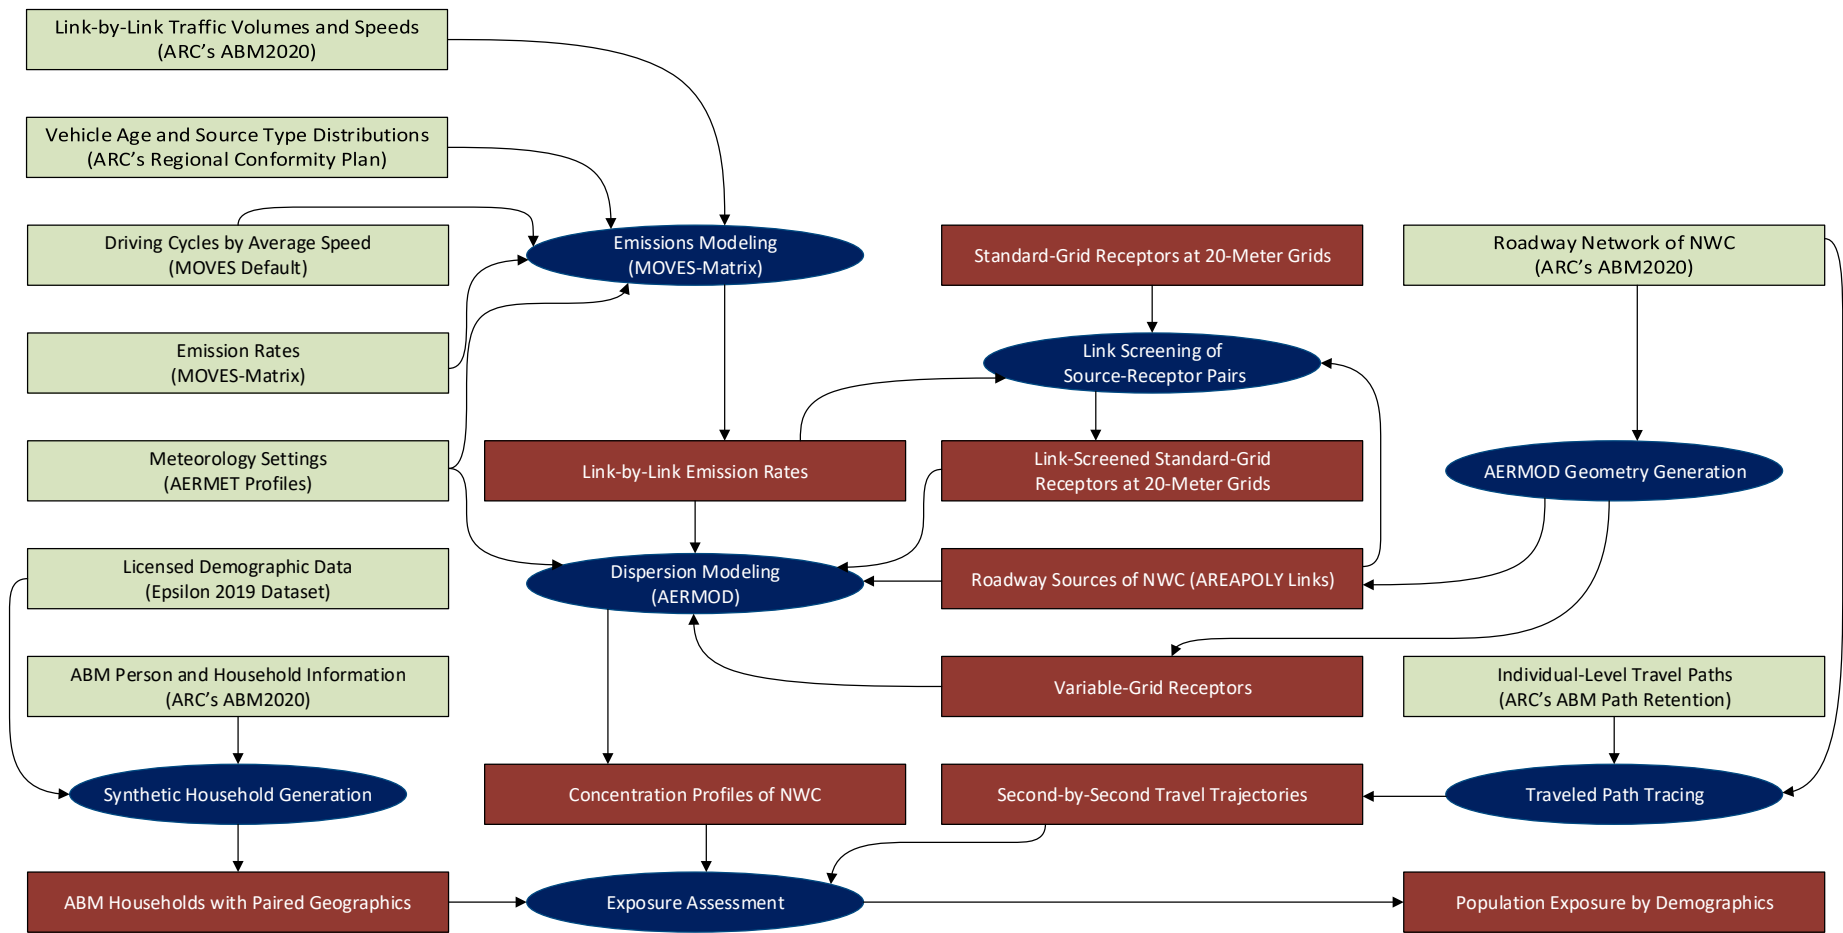 Link-by-Link Traffic Volumes and Speeds
(ARC's ABM2020)
Vehicle Age and Source Type Distributions
(ARC's Regional Conformity Plan)
Driving Cycles by Average Speed
(MOVES Default)
Emissions Modeling
(MOVES-Matrix)
Standard-Grid Receptors at 20-Meter Grids
Roadway Network of NWC
(ARC's ABM2020)
Emission Rates
(MOVES-Matrix)
Link Screening of
Source-Receptor Pairs
Meteorology Settings
(AERMET Profiles)
Link-by-Link Emission Rates
Link-Screened Standard-Grid
Receptors at 20-Meter Grids
AERMOD Geometry Generation
Licensed Demographic Data
(Epsilon 2019 Dataset)
Dispersion Modeling
(AERMOD)
Roadway Sources of NWC (AREAPOLY Links)
ABM Person and Household Information
(ARC's ABM2020)
Variable-Grid Receptors
Individual-Level Travel Paths
(ARC's ABM Path Retention)
Synthetic Household Generation
Concentration Profiles of NWC
Second-by-Second Travel Trajectories
Traveled Path Tracing
ABM Households with Paired Geographics
Exposure Assessment
Population Exposure by Demographics